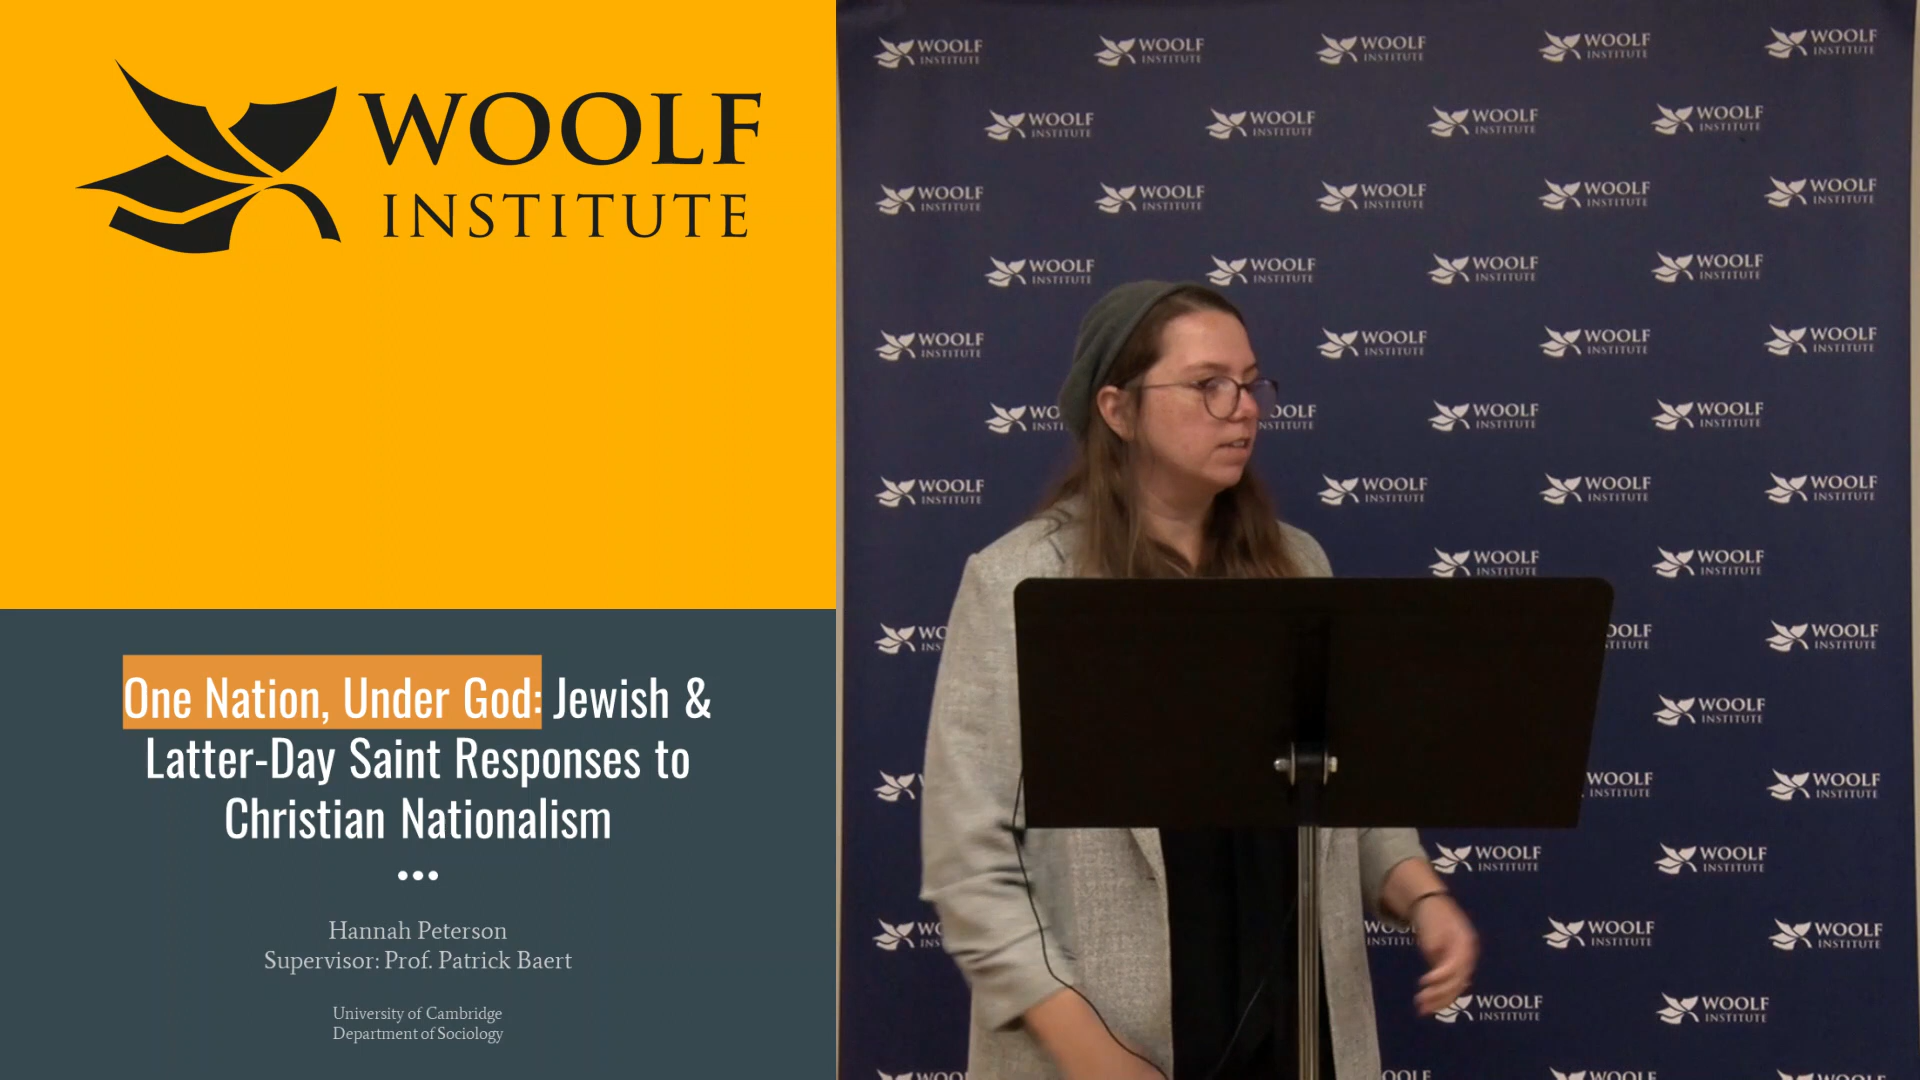 WOOLF
INSTITUTE
One Nation, Under God: Jewish &
Latter-Day Saint Responses to
Christian Nationalism
Hannah Peterson
Supervisor: Prof. Patrick Baert
University of Cambridge
Department of Sociology
WOOLF INSTITUTE